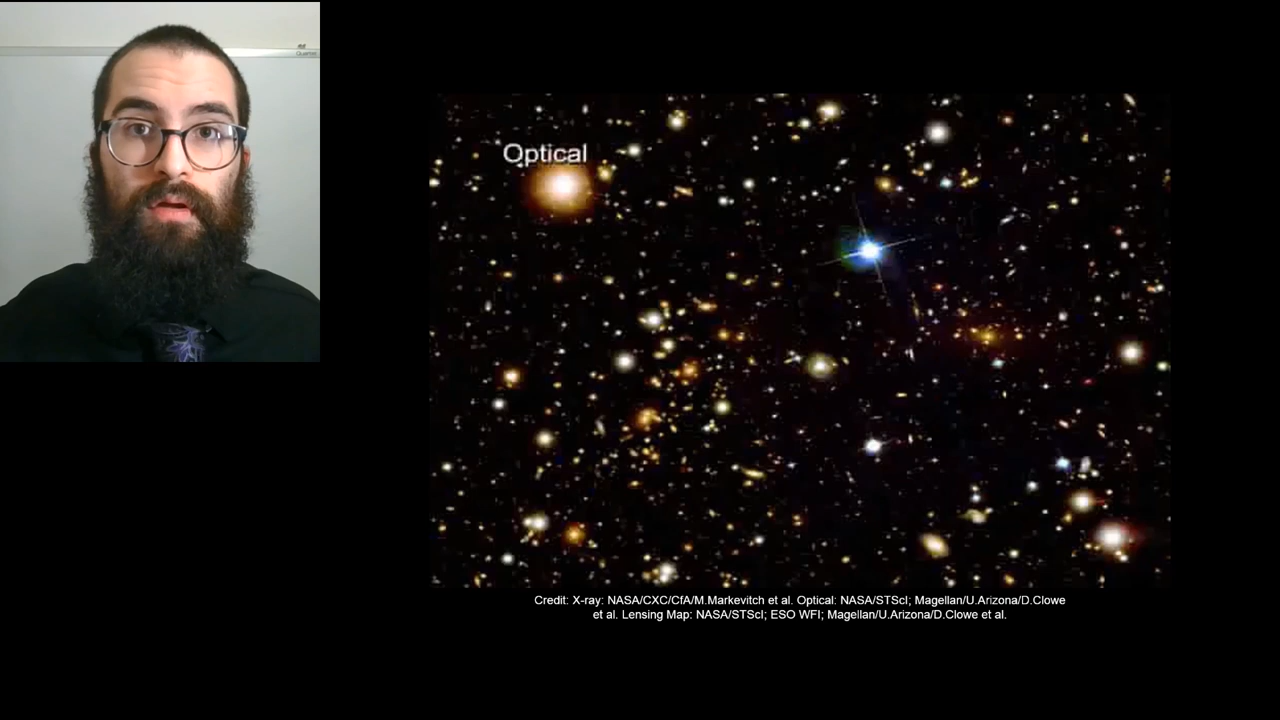 Quartet
Optical
Credit: X-ray: NASA/CXC/CfA/M.Markevitch et al. Optical: NASA/STScI; Magellan/U.Arizona/D.Clowe
et al. Lensing Map: NASA/STScI; ESO WFI; Magellan/U.Arizona/D.Clowe et al.